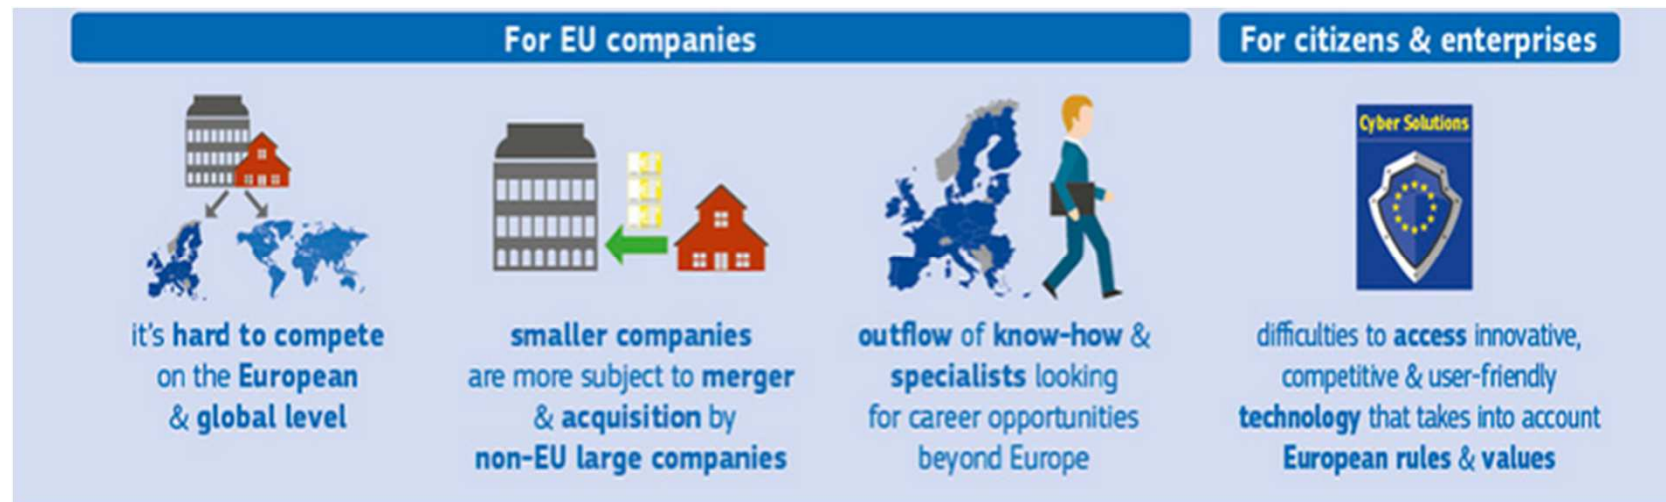 For EU companies
it's hard to compete
on the European
& global level
smaller companies
are more subject to merger
& acquisition by
non-EU large companies
outflow of know-how &
specialists looking
for career opportunities
beyond Europe
For citizens & enterprises
Cyber Solutions
difficulties to access innovative,
competitive & user-friendly
technology that takes into account
European rules & values